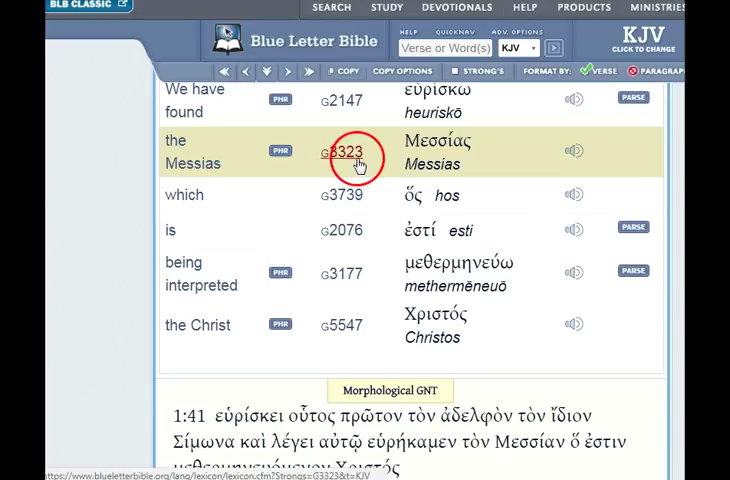 BLB CLASSIC
SEARCH STUDY DEVOTIONALS HELP PRODUCTS MINISTRIES
Blue Letter Bible
HELP QUICKNAV ADV. OPTIONS
Verse or Word(s) KJV
KJV
CLICK TO CHANGE
COPY COPY OPTIONS STRONG'S FORMAT BY: VERSE PARAGRAP
We have found PHR G2147 εὑρίσκω PARSE
heuriskō
the Messias PHR G3323 Μεσσίας
Messias
which G3739 ὅς hos
is G2076 ἐστί esti PARSE
being interpreted PHR G3177 μεθερμηνεύω PARSE
methermēneuō
the Christ PHR G5547 Χριστός
Christos
Morphological GNT
1:41 εὑρίσκει οὗτος πρῶτον τὸν ἀδελφὸν τὸν ἴδιον
Σίμωνα καὶ λέγει αὐτῷ εὑρήκαμεν τὸν Μεσσίαν ὅ ἐστιν
μεθερμηνευόμενον Χριστός
https://www.blueletterbible.org/lang/lexicon/lexicon.cfm?Strongs=G3323&t=KJV